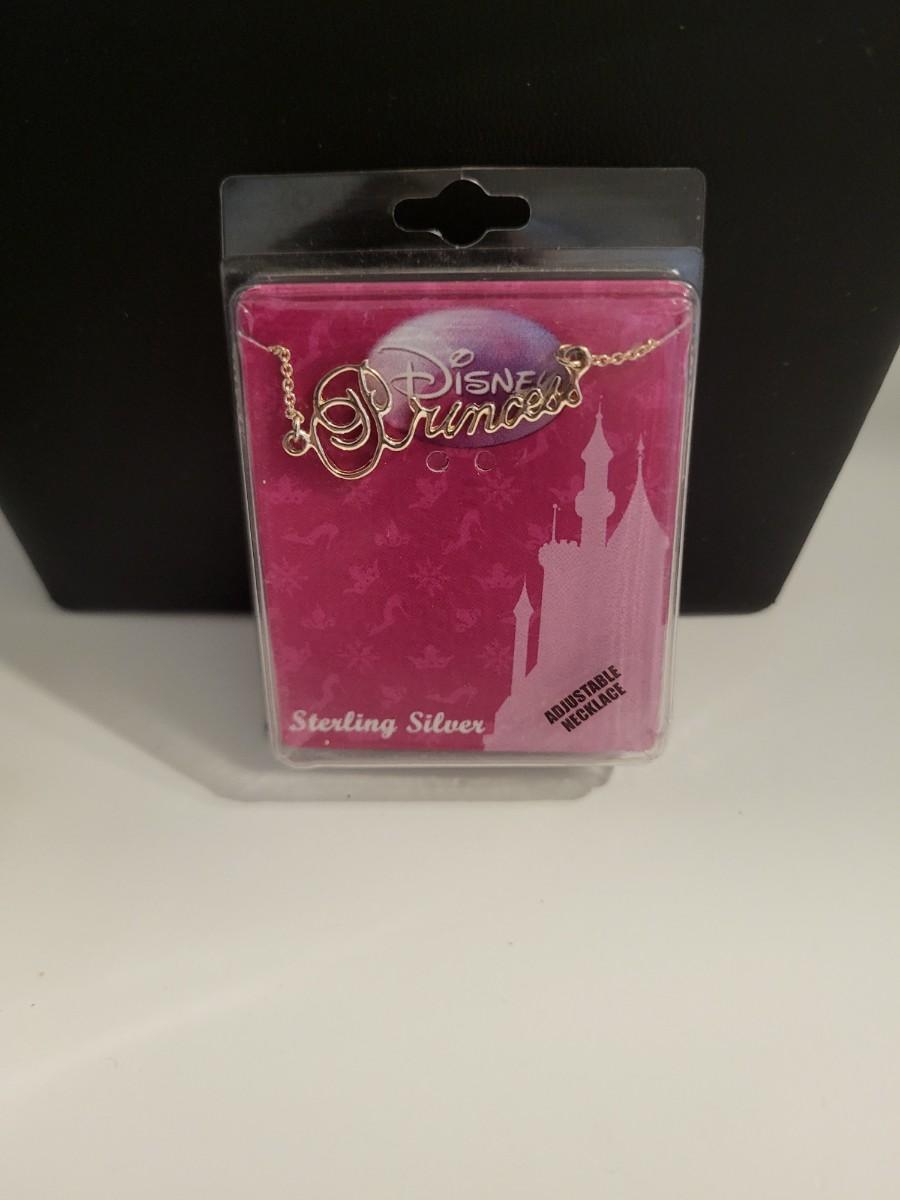 Disney
Princess
Sterling Silver
ADJUSTABLE
NECKLACE